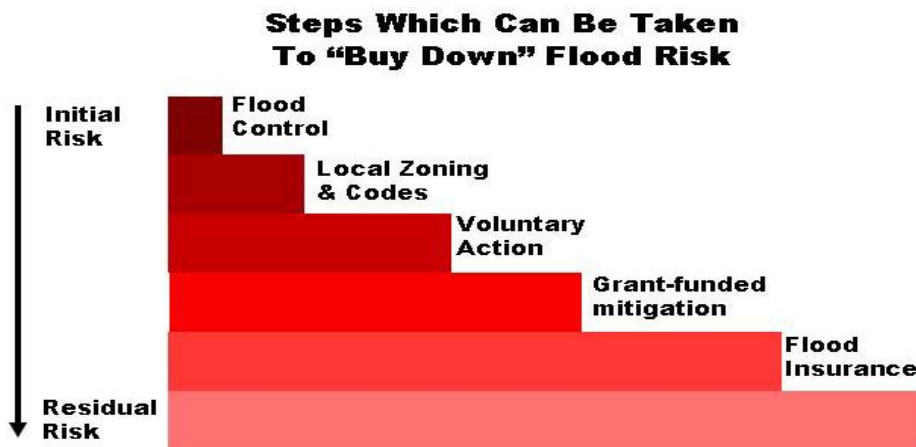 Steps Which Can Be Taken
To “Buy Down” Flood Risk
Initial
Risk
Flood
Control
Local Zoning
& Codes
Voluntary
Action
Grant-funded
mitigation
Flood
Insurance
Residual
Risk